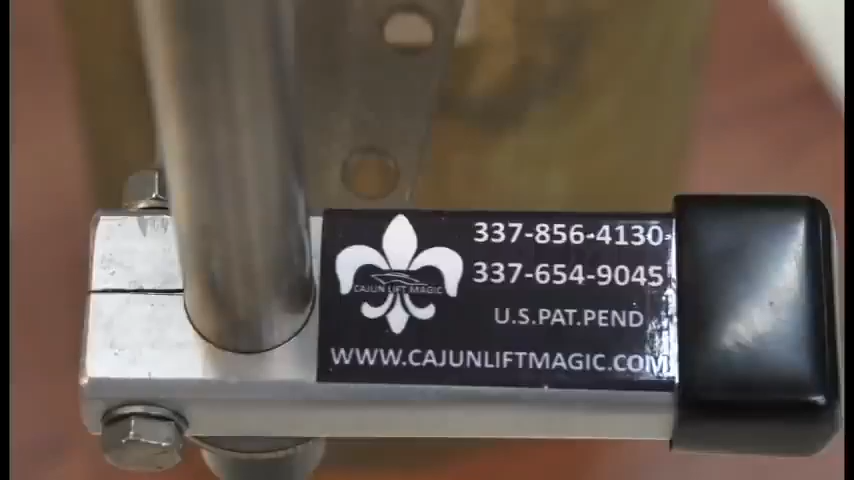 337-856-4130
337-654-9045
CAJUN LIFT MAGIC
U.S.PAT.PEND
WWW.CAJUNLIFTMAGIC.COM